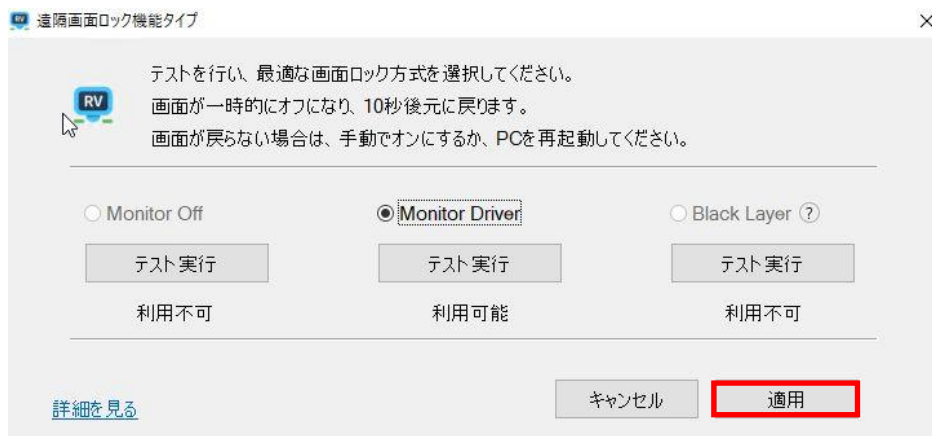 RV 遠隔画面ロック機能タイプ
テストを行い、最適な画面ロック方式を選択してください。
RV
画面が一時的にオフになり、10秒後元に戻ります。
画面が戻らない場合は、手動でオンにするか、PCを再起動してください。
Monitor Off Monitor Driver Black Layer ?
テスト実行 テスト実行 テスト実行
利用不可 利用可能 利用不可
詳細を見る キャンセル 適用